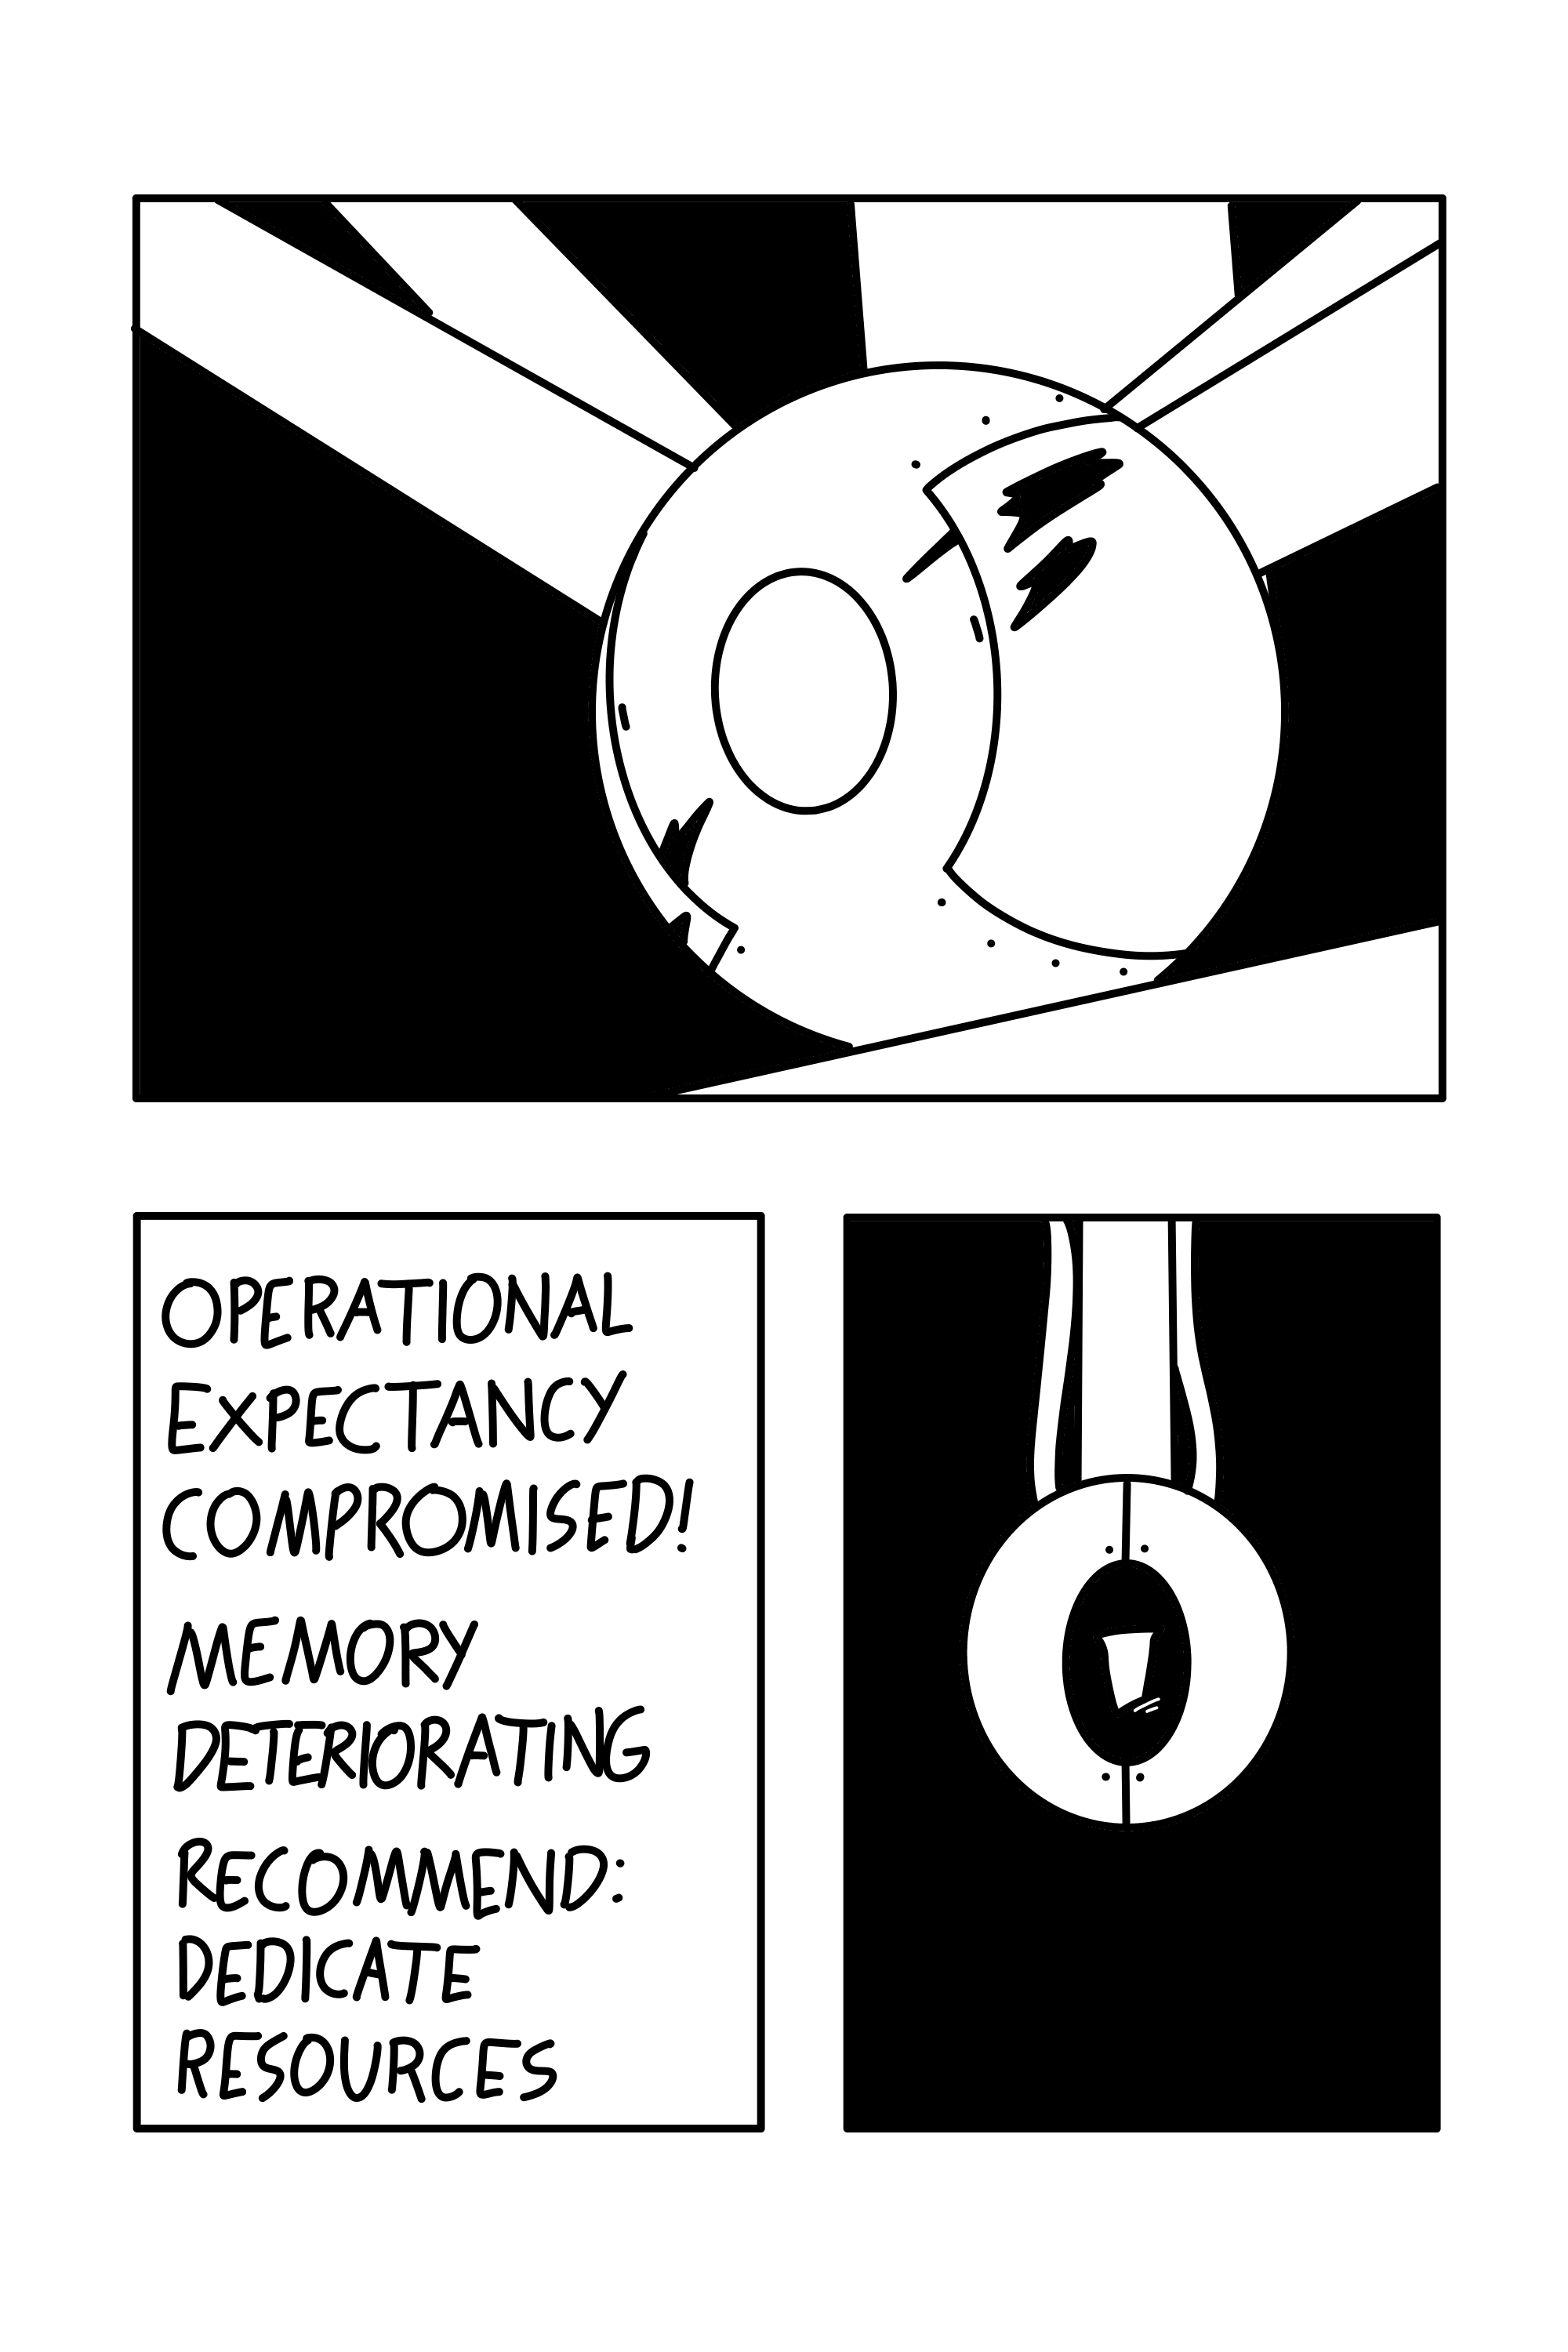 OPERATIONAL
EXPECTANCY
COMPROMISED!
MEMORY
DETERIORATING
RECOMMEND:
DEDICATE
RESOURCES